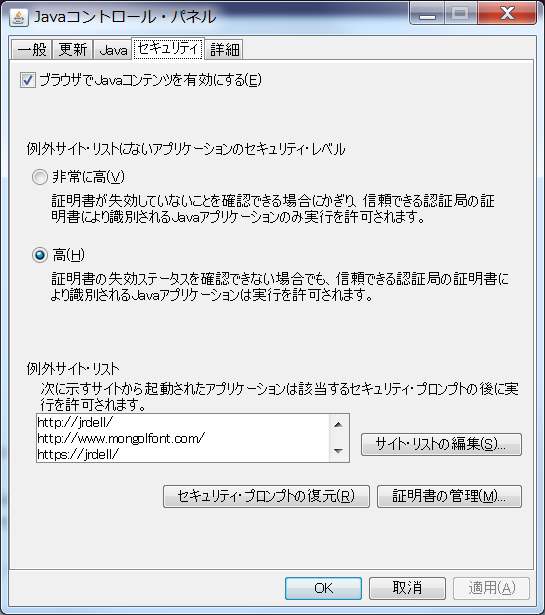 Javaコントロール・パネル
一般 更新 Java セキュリティ 詳細
ブラウザでJavaコンテンツを有効にする(E)
例外サイト・リストにないアプリケーションのセキュリティ・レベル
非常に高(V)
証明書が失効していないことを確認できる場合にかぎり、信頼できる認証局の証
明書により識別されるJavaアプリケーションのみ実行を許可されます。
高(H)
証明書の失効ステータスを確認できない場合でも、信頼できる認証局の証明書に
より識別されるJavaアプリケーションは実行を許可されます。
例外サイト・リスト
次に示すサイトから起動されたアプリケーションは該当するセキュリティ・プロンプトの後に実
行を許可されます。
http://jrdell/
http://www.mongolfont.com/
https://jrdell/
サイト・リストの編集(S)...
セキュリティ・プロンプトの復元(R) 証明書の管理(M)...
OK 取消 適用(A)